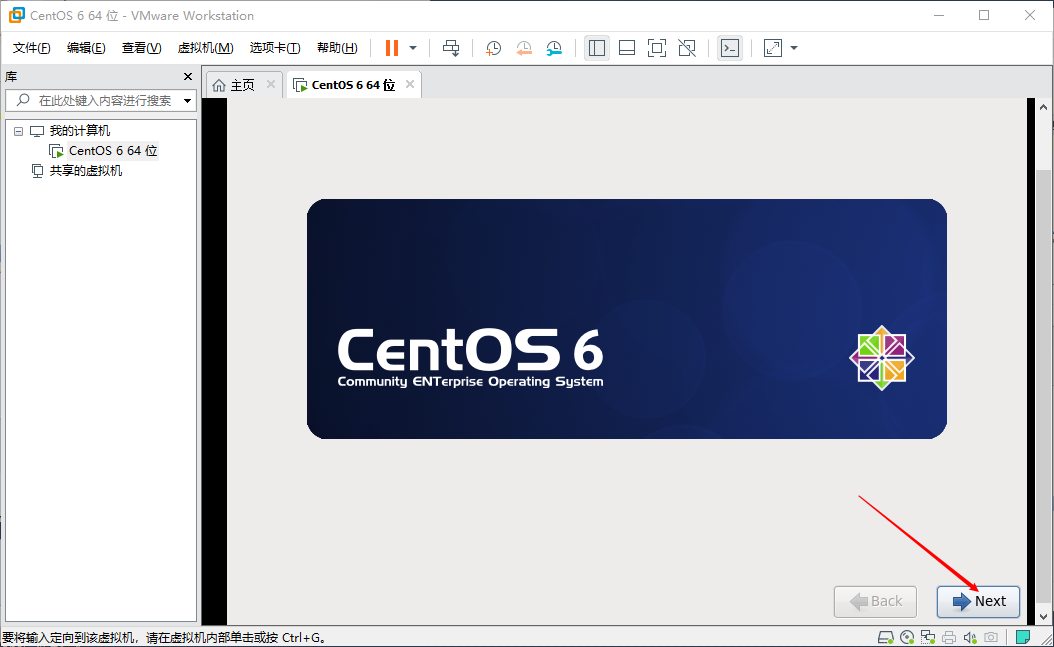 CentOS 6 64 位 - VMware Workstation
文件(F) 编辑(E) 查看(V) 虚拟机(M) 选项卡(T) 帮助(H)
库
在此处键入内容进行搜索
我的计算机
CentOS 6 64 位
共享的虚拟机
主页
CentOS 6 64 位
CentOS 6
Community ENTerprise Operating System
Back
Next
要将输入定向到该虚拟机，请在虚拟机内部单击或按 Ctrl+G。